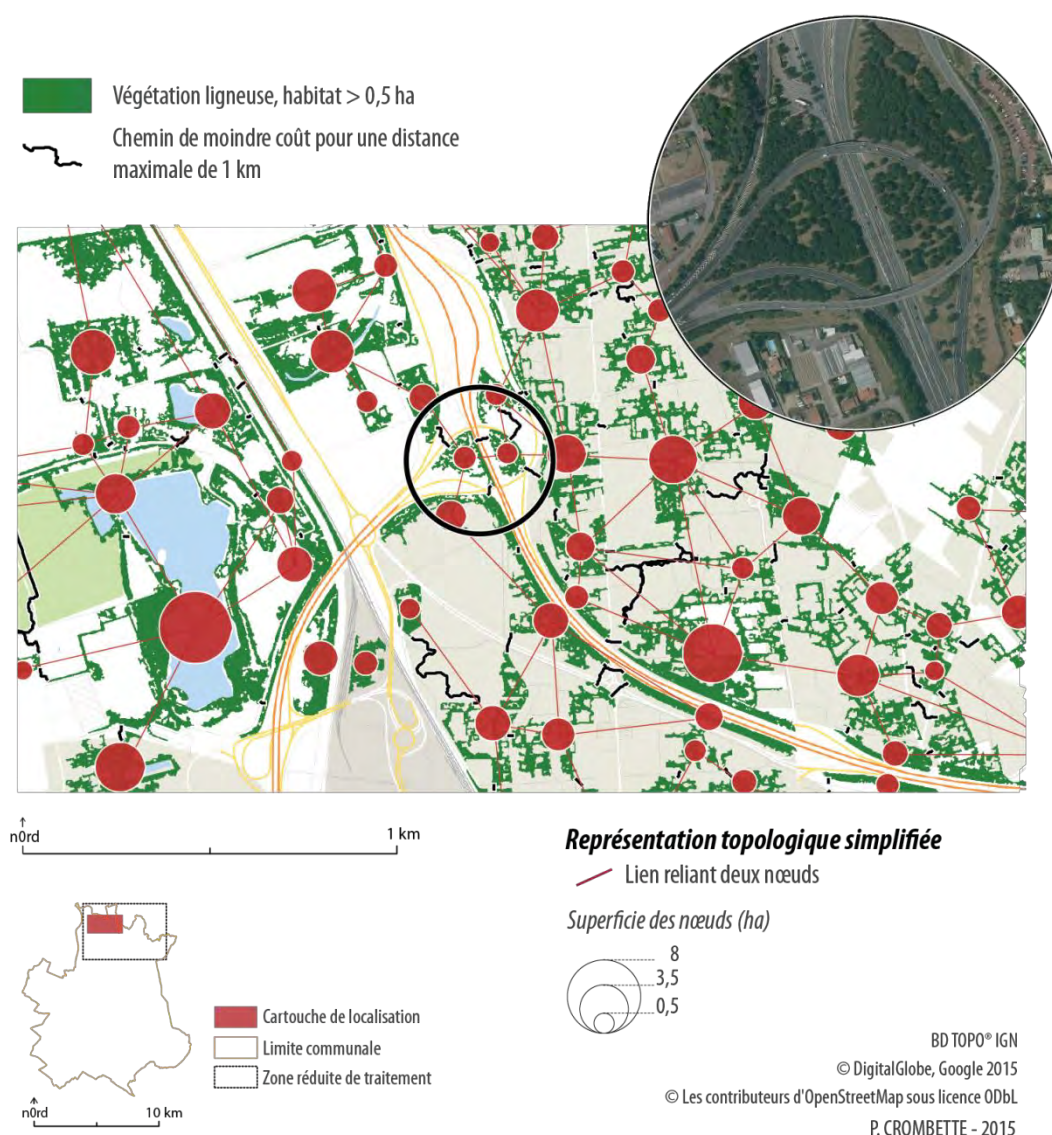 Végétation ligneuse, habitat > 0,5 ha
Chemin de moindre coût pour une distance
maximale de 1 km
n0rd
1 km
Représentation topologique simplifiée
Lien reliant deux nœuds
Superficie des nœuds (ha)
8
3,5
0,5
Cartouche de localisation
Limite communale
Zone réduite de traitement
n0rd
10 km
BD TOPO® IGN
© DigitalGlobe, Google 2015
© Les contributeurs d'OpenStreetMap sous licence ODbL
P. CROMBETTE - 2015